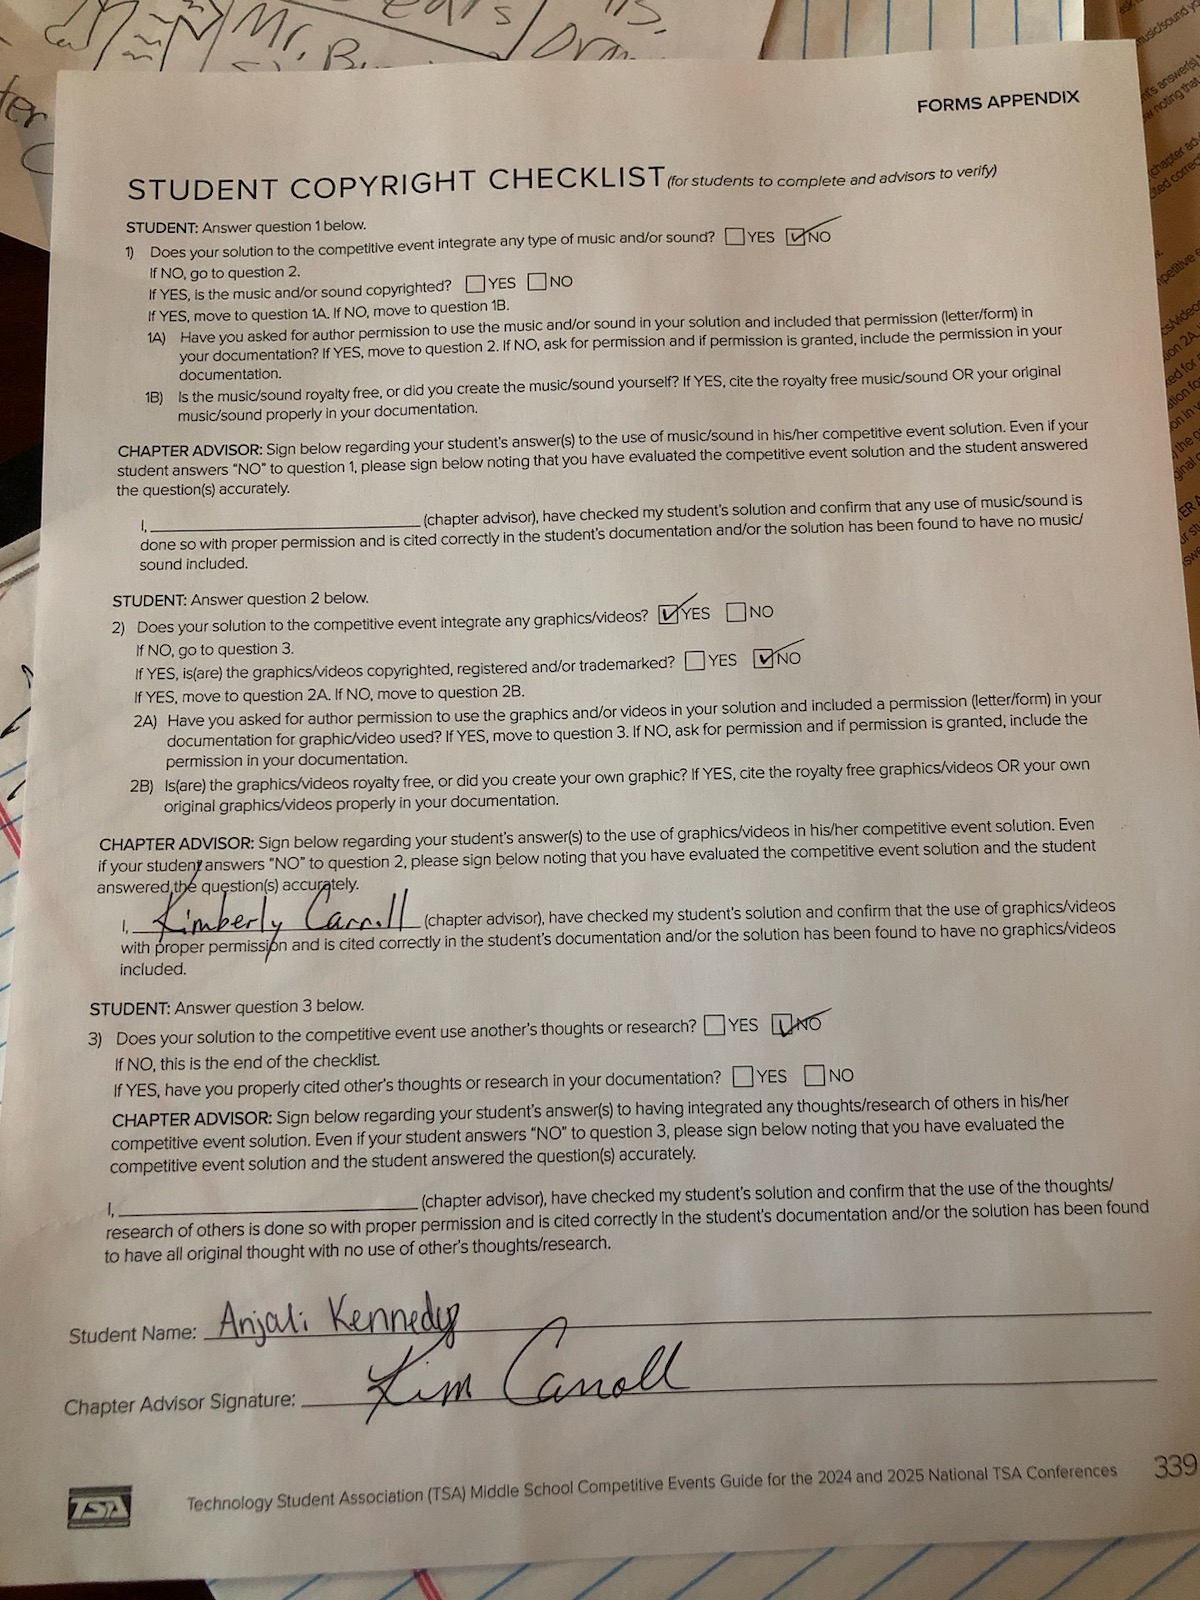 ears
Mr.
FORMS APPENDIX
STUDENT COPYRIGHT CHECKLIST (for students to complete and advisors to verify)
STUDENT: Answer question 1 below.
1) Does your solution to the competitive event integrate any type of music and/or sound? YES NO
If NO, go to question 2.
If YES, is the music and/or sound copyrighted? YES NO
If YES, move to question 1A. If NO, move to question 1B.
1A) Have you asked for author permission to use the music and/or sound in your solution and included that permission (letter/form) in
your documentation? If YES, move to question 2. If NO, ask for permission and if permission is granted, include the permission in your
documentation.
1B) Is the music/sound royalty free, or did you create the music/sound yourself? If YES, cite the royalty free music/sound OR your original
music/sound properly in your documentation.
CHAPTER ADVISOR: Sign below regarding your student's answer(s) to the use of music/sound in his/her competitive event solution. Even if your
student answers "NO" to question 1, please sign below noting that you have evaluated the competitive event solution and the student answered
the question(s) accurately.
I, (chapter advisor), have checked my student's solution and confirm that any use of music/sound is
done so with proper permission and is cited correctly in the student's documentation and/or the solution has been found to have no music/
sound included.
STUDENT: Answer question 2 below.
2) Does your solution to the competitive event integrate any graphics/videos? YES NO
If NO, go to question 3.
If YES, is(are) the graphics/videos copyrighted, registered and/or trademarked? YES NO
If YES, move to question 2A. If NO, move to question 2B.
2A) Have you asked for author permission to use the graphics and/or videos in your solution and included a permission (letter/form) in your
documentation for graphic/video used? If YES, move to question 3. If NO, ask for permission and if permission is granted, include the
permission in your documentation.
2B) Is(are) the graphics/videos royalty free, or did you create your own graphic? If YES, cite the royalty free graphics/videos OR your own
original graphics/videos properly in your documentation.
CHAPTER ADVISOR: Sign below regarding your student's answer(s) to the use of graphics/videos in his/her competitive event solution. Even
if your student answers "NO" to question 2, please sign below noting that you have evaluated the competitive event solution and the student
answered the question(s) accurately.
I, Kimberly Carroll (chapter advisor), have checked my student's solution and confirm that the use of graphics/videos
with proper permission and is cited correctly in the student's documentation and/or the solution has been found to have no graphics/videos
included.
STUDENT: Answer question 3 below.
3) Does your solution to the competitive event use another's thoughts or research? YES NO
If NO, this is the end of the checklist.
If YES, have you properly cited other's thoughts or research in your documentation? YES NO
CHAPTER ADVISOR: Sign below regarding your student's answer(s) to having integrated any thoughts/research of others in his/her
competitive event solution. Even if your student answers "NO" to question 3, please sign below noting that you have evaluated the
competitive event solution and the student answered the question(s) accurately.
I, (chapter advisor), have checked my student's solution and confirm that the use of the thoughts/
research of others is done so with proper permission and is cited correctly in the student's documentation and/or the solution has been found
to have all original thought with no use of other's thoughts/research.
Student Name: Anjali Kennedy
Chapter Advisor Signature: Kim Carroll
TSA Technology Student Association (TSA) Middle School Competitive Events Guide for the 2024 and 2025 National TSA Conferences 339